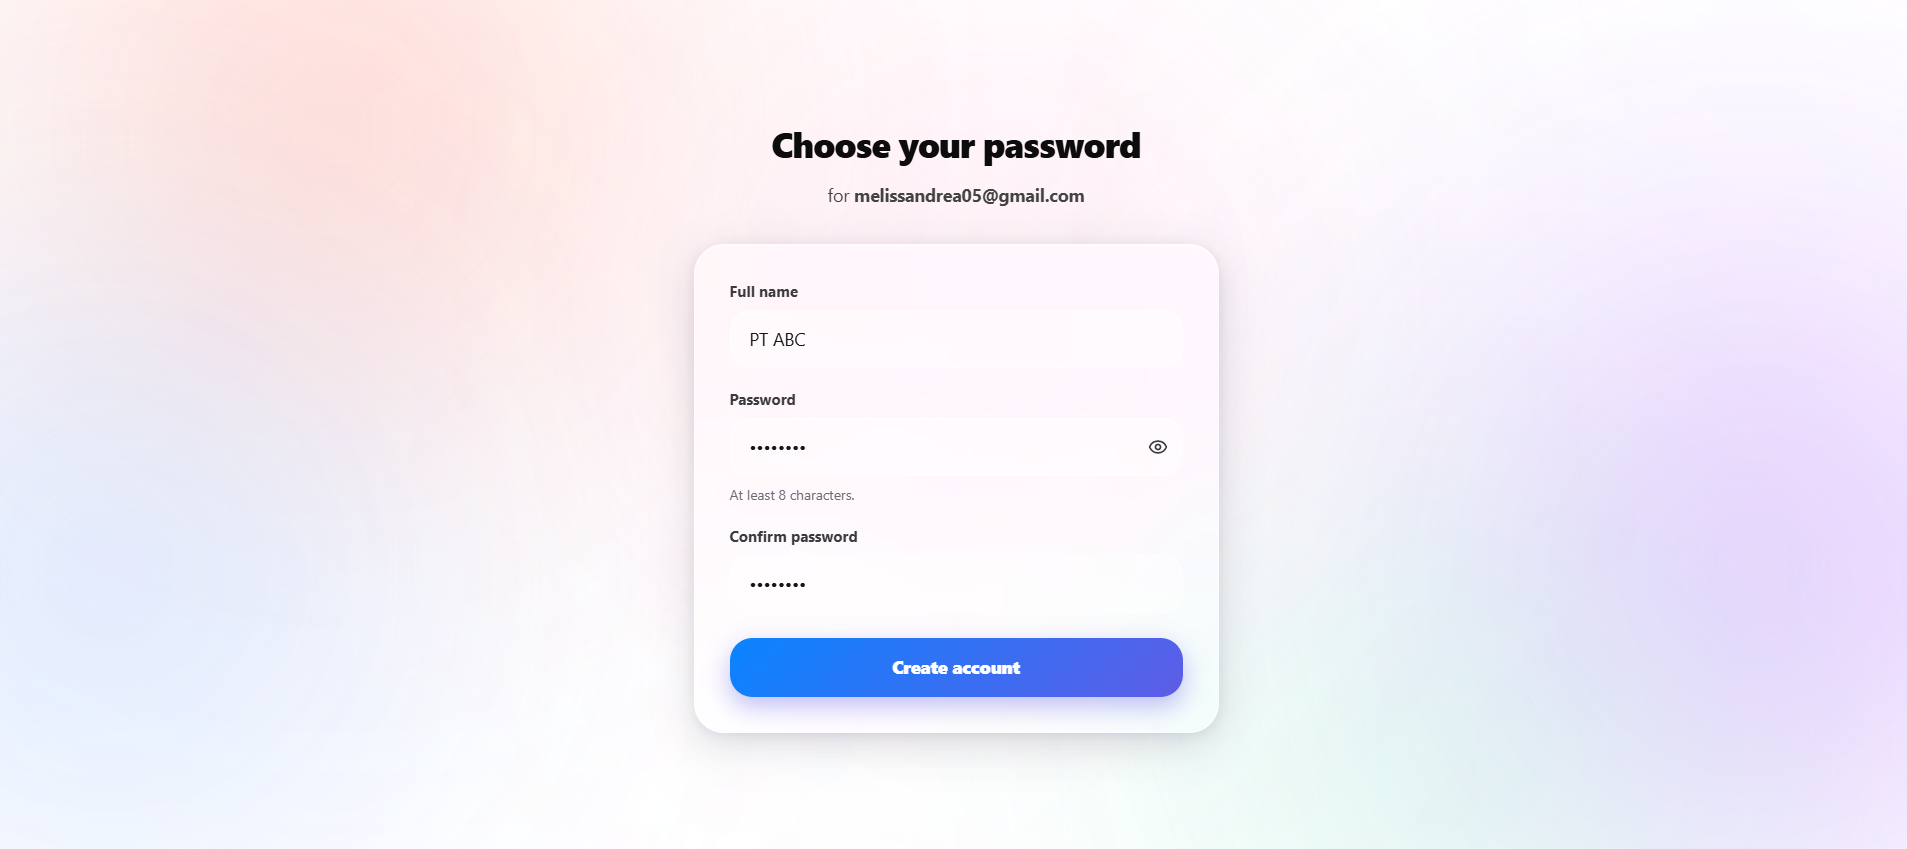 Choose your password
for melissandrea05@gmail.com
Full name
PT ABC
Password
••••••••
At least 8 characters.
Confirm password
••••••••
Create account